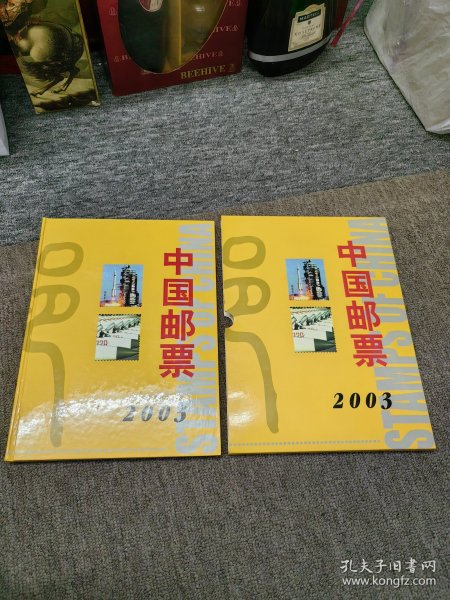 BEEHIVE
BEEHIVE
MARTELL
中国邮票
STAMPS OF CHINA
2003
中国邮票
STAMPS OF CHINA
2003
孔夫子旧书网
www.kongfz.com